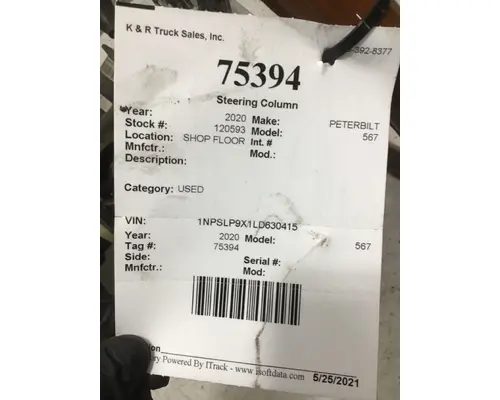 K & R Truck Sales, Inc.
-392-8377
75394
Steering Column
Year: 2020 Make: PETERBILT
Stock #: 120593 Model: 567
Location: SHOP FLOOR Int. #
Mnfctr.: Mod.:
Description:
Category: USED
VIN: 1NPSLP9X1LD630415
Year: 2020 Model: 567
Tag #: 75394
Side: Serial #:
Mnfctr.: Mod:
ry Powered By ITrack - www.isoftdata.com 5/25/2021